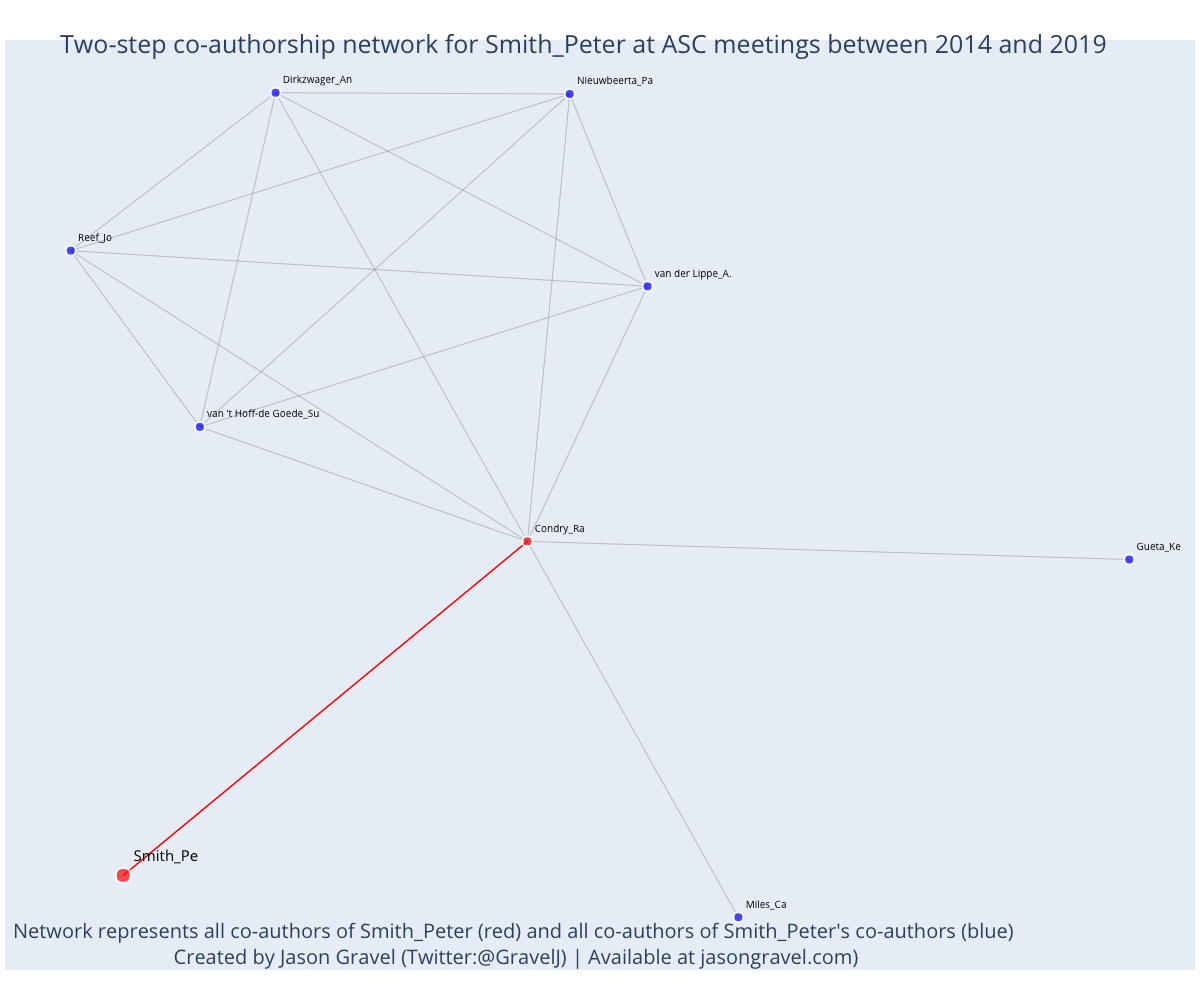 Two-step co-authorship network for Smith_Peter at ASC meetings between 2014 and 2019
Dirkzwager_An
Nieuwbeerta_Pa
Reef_Jo
van der Lippe_A.
van 't Hoff-de Goede_Su
Condry_Ra
Gueta_Ke
Smith_Pe
Miles_Ca
Network represents all co-authors of Smith_Peter (red) and all co-authors of Smith_Peter's co-authors (blue)
Created by Jason Gravel (Twitter:@GravelJ) | Available at jasongravel.com)